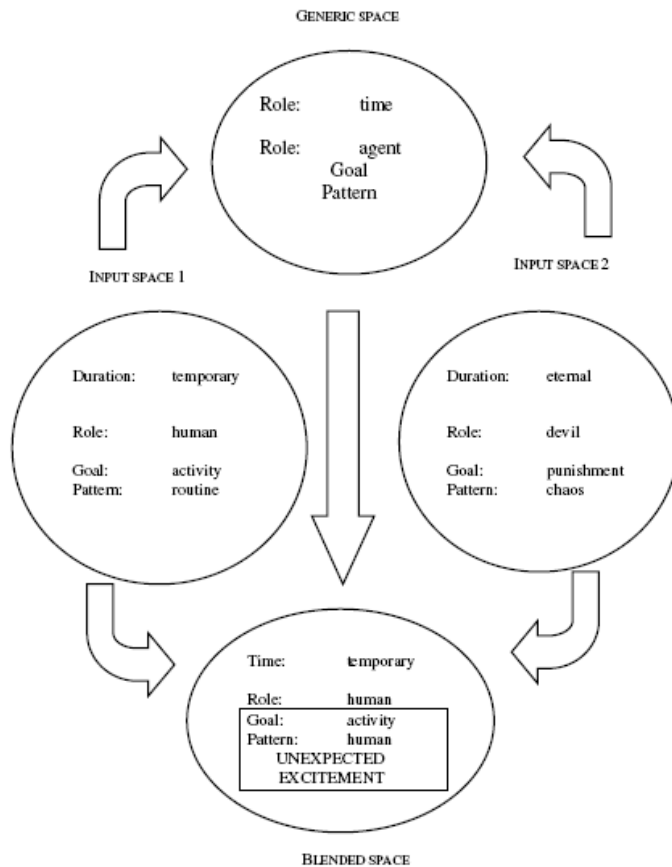 GENERIC SPACE
Role: time
Role: agent
Goal
Pattern
INPUT SPACE 1
INPUT SPACE 2
Duration: temporary
Role: human
Goal: activity
Pattern: routine
Duration: eternal
Role: devil
Goal: punishment
Pattern: chaos
Time: temporary
Role: human
Goal: activity
Pattern: human
UNEXPECTED
EXCITEMENT
BLENDED SPACE